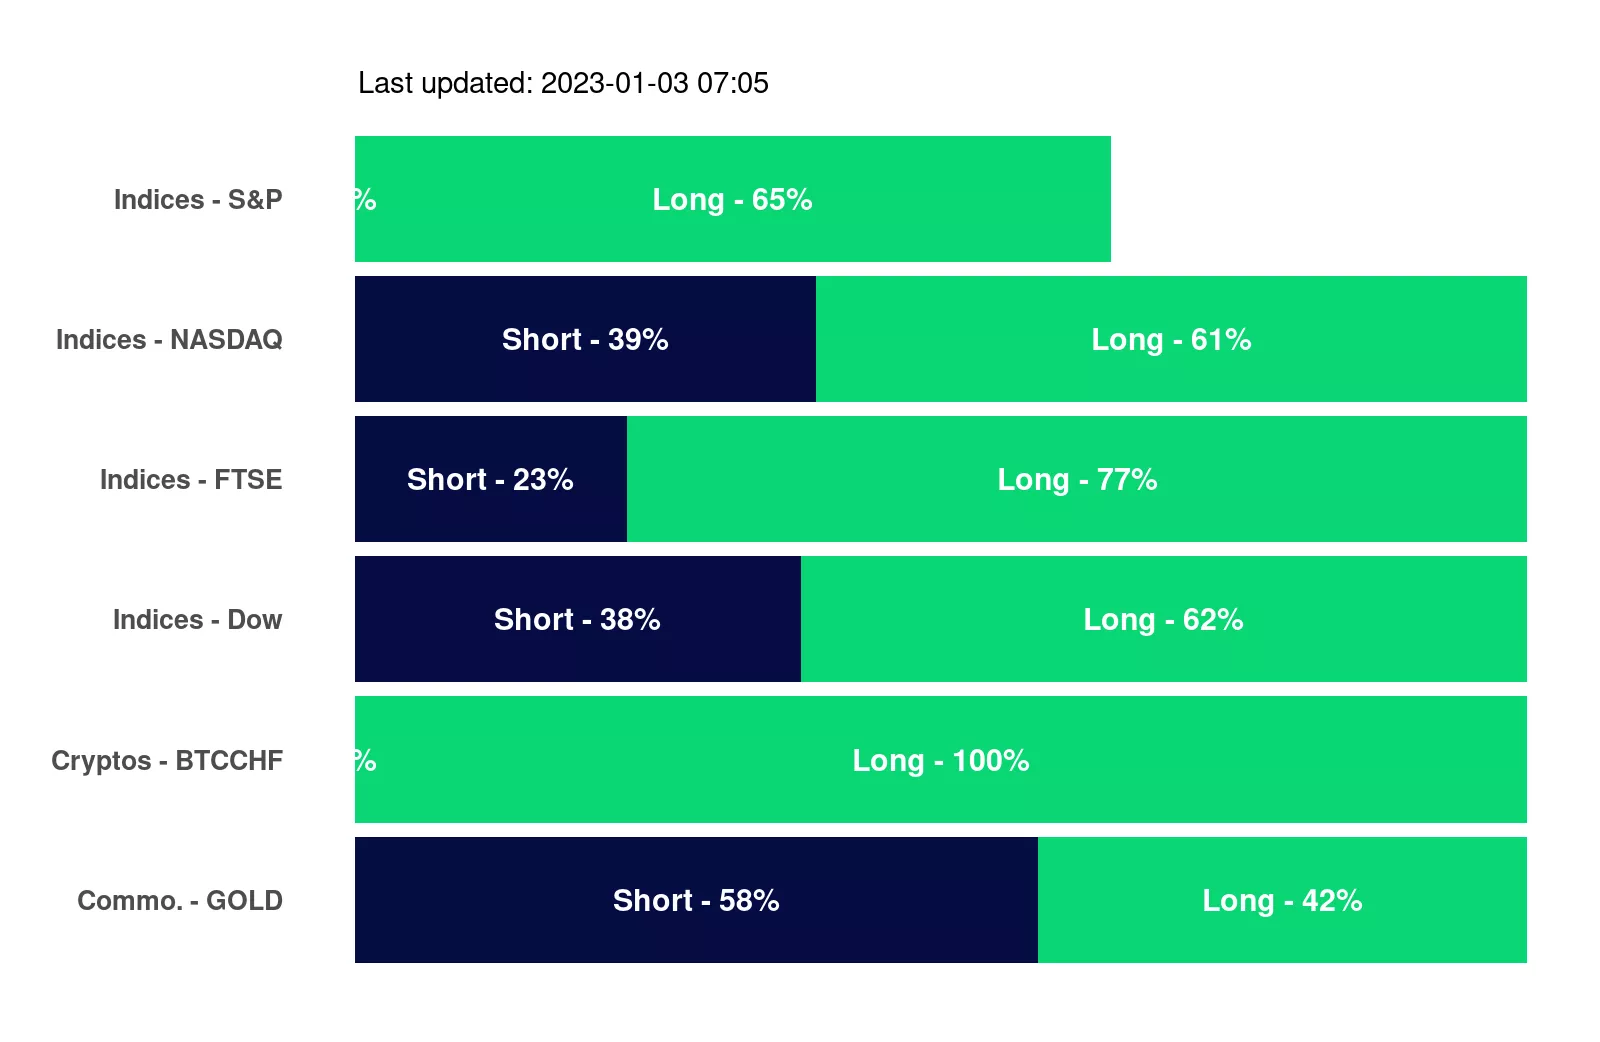 Last updated: 2023-01-03 07:05
Indices - S&P % Long - 65%
Indices - NASDAQ Short - 39% Long - 61%
Indices - FTSE Short - 23% Long - 77%
Indices - Dow Short - 38% Long - 62%
Cryptos - BTCCHF % Long - 100%
Commo. - GOLD Short - 58% Long - 42%